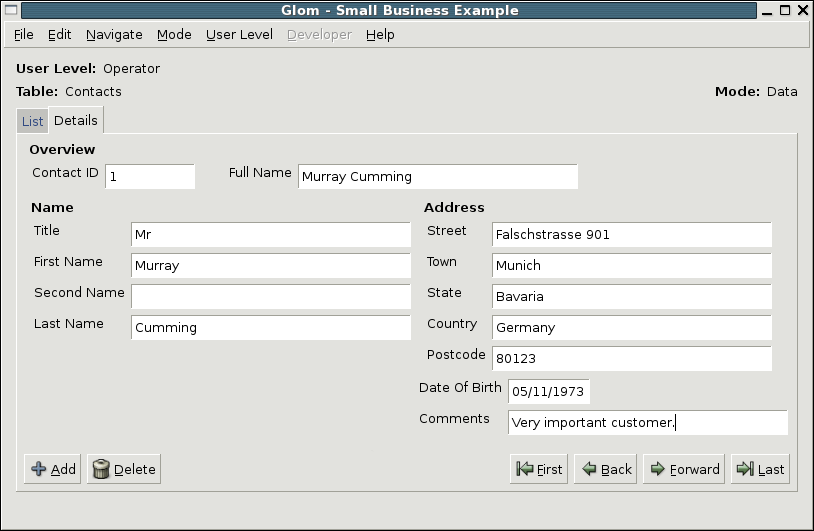 Glom - Small Business Example
File Edit Navigate Mode User Level Developer Help
User Level: Operator
Table: Contacts Mode: Data
List Details
Overview
Contact ID 1 Full Name Murray Cumming
Name Address
Title Mr Street Falschstrasse 901
First Name Murray Town Munich
Second Name State Bavaria
Last Name Cumming Country Germany
Postcode 80123
Date Of Birth 05/11/1973
Comments Very important customer.
Add Delete First Back Forward Last